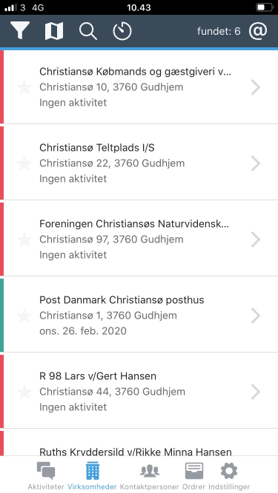 3 4G 10.43
fundet: 6 @
Christiansø Købmands og gæstgiveri v...
Christiansø 10, 3760 Gudhjem
Ingen aktivitet
Christiansø Teltplads I/S
Christiansø 22, 3760 Gudhjem
Ingen aktivitet
Foreningen Christiansøs Naturvidensk...
Christiansø 97, 3760 Gudhjem
Ingen aktivitet
Post Danmark Christiansø posthus
Christiansø 1, 3760 Gudhjem
ons. 26. feb. 2020
R 98 Lars v/Gert Hansen
Christiansø 44, 3760 Gudhjem
Ingen aktivitet
Ruths Kryddersild v/Rikke Minna Hansen
Aktiviteter Virksomheder Kontaktpersoner Ordrer Indstillinger